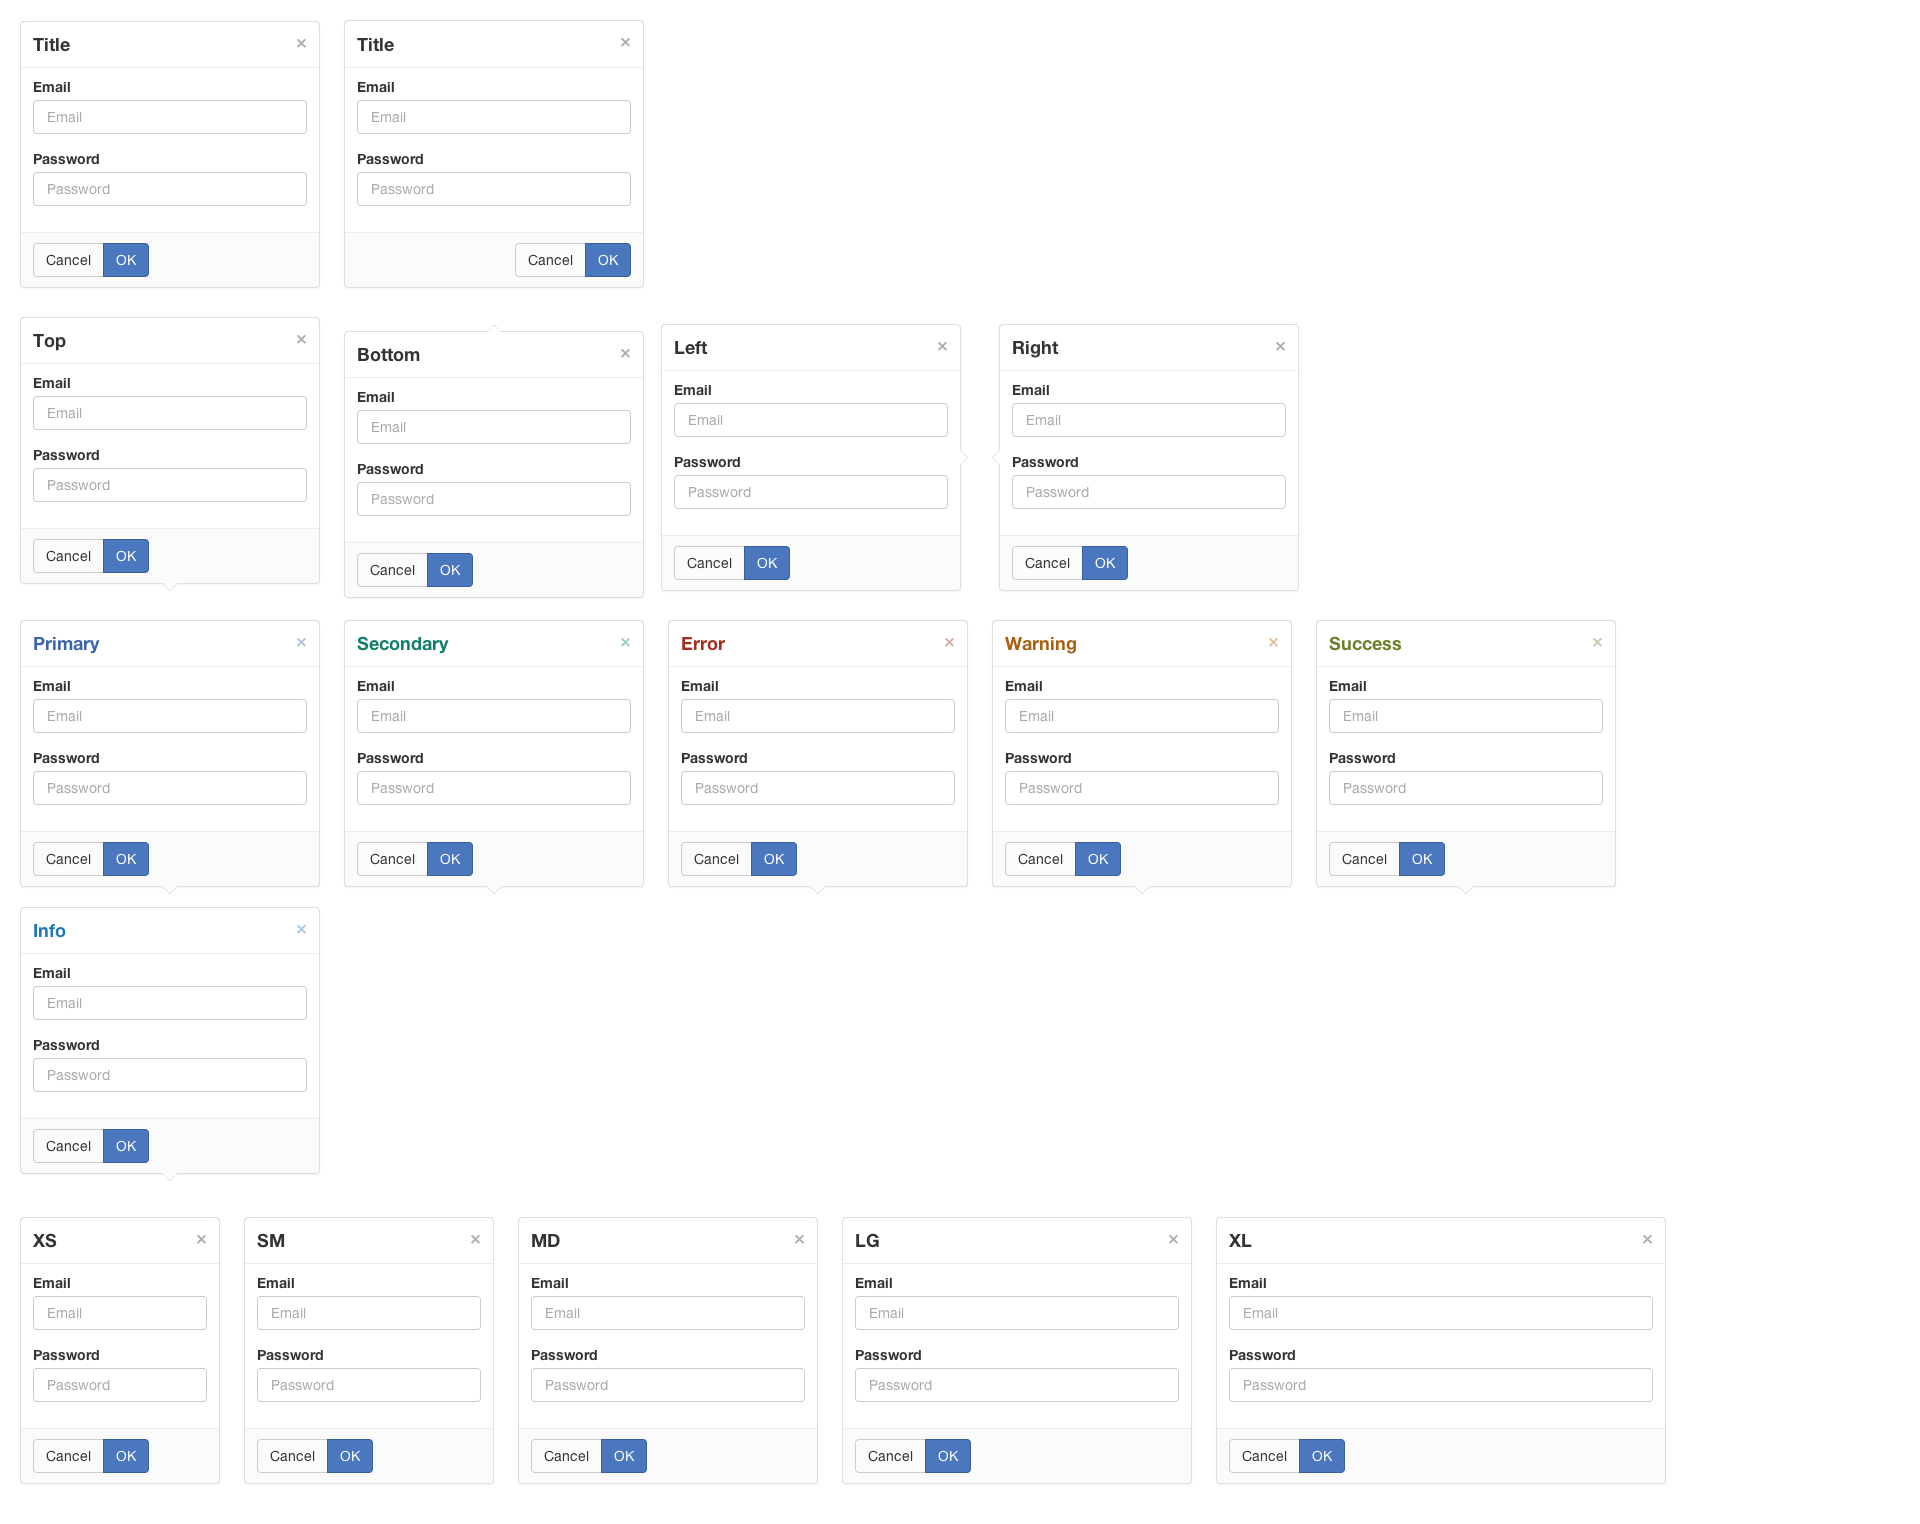 Title × Title ×
Email Email
Email Email
Password Password
Password Password
Cancel OK Cancel OK
Top × Bottom × Left × Right ×
Email Email Email Email
Email Email Email Email
Password Password Password Password
Password Password Password Password
Cancel OK Cancel OK Cancel OK Cancel OK
Primary × Secondary × Error × Warning × Success ×
Email Email Email Email Email
Email Email Email Email Email
Password Password Password Password Password
Password Password Password Password Password
Cancel OK Cancel OK Cancel OK Cancel OK Cancel OK
Info ×
Email
Email
Password
Password
Cancel OK
XS × SM × MD × LG × XL ×
Email Email Email Email Email
Email Email Email Email Email
Password Password Password Password Password
Password Password Password Password Password
Cancel OK Cancel OK Cancel OK Cancel OK Cancel OK